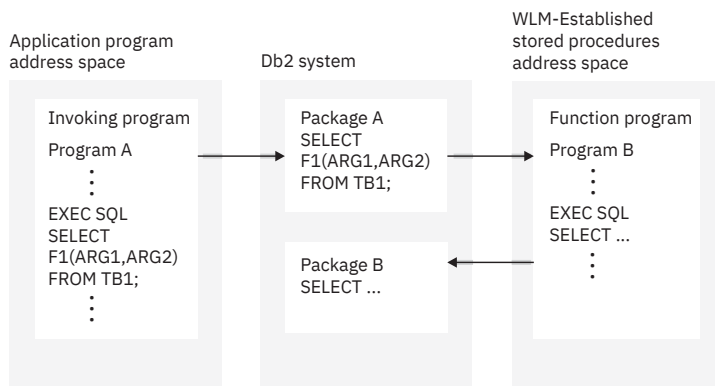 Application program
address space
Invoking program
Program A
EXEC SQL
SELECT
F1(ARG1,ARG2)
FROM TB1;
Db2 system
Package A
SELECT
F1(ARG1,ARG2)
FROM TB1;
Package B
SELECT ...
WLM-Established
stored procedures
address space
Function program
Program B
EXEC SQL
SELECT ...